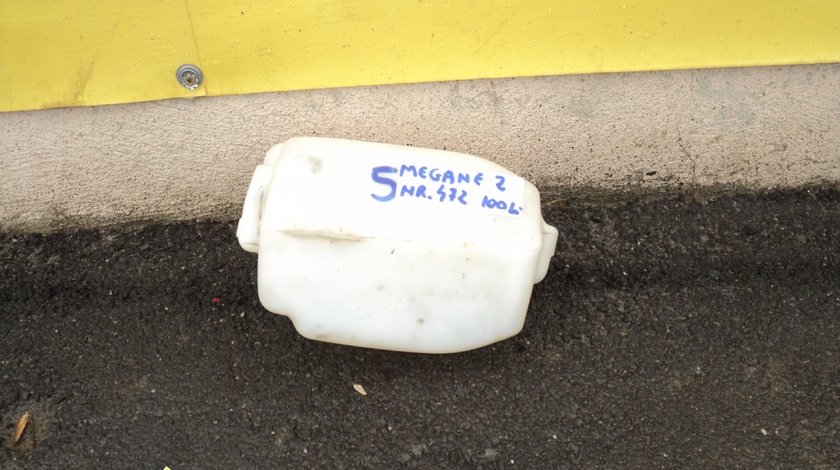 S MEGANE 2
NR. 472 100L.